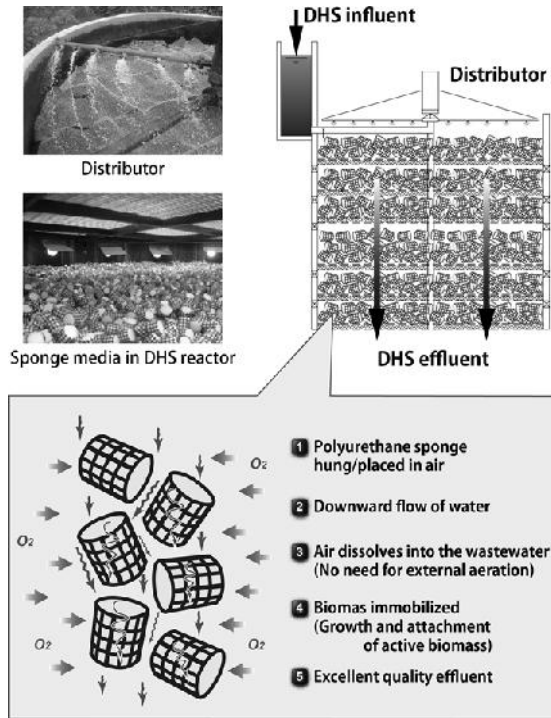 DHS influent
Distributor
Distributor
Sponge media in DHS reactor
DHS effluent
O2
O2
O2
O2
1 Polyurethane sponge
hung/placed in air
2 Downward flow of water
3 Air dissolves into the wastewater
(No need for external aeration)
4 Biomas immobilized
(Growth and attachment
of active biomass)
5 Excellent quality effluent